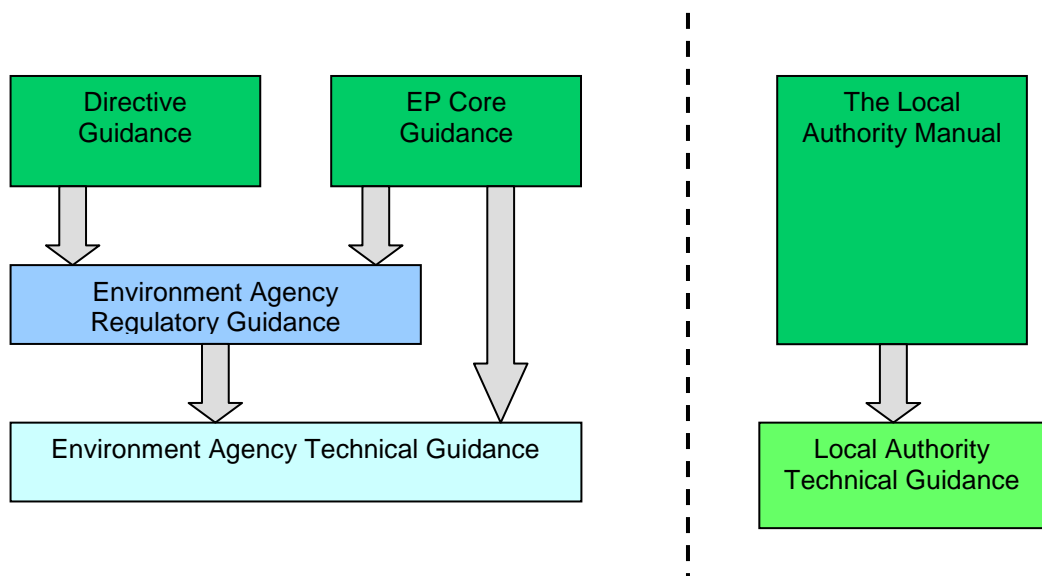 Directive
Guidance
EP Core
Guidance
The Local
Authority Manual
Environment Agency
Regulatory Guidance
Environment Agency Technical Guidance
Local Authority
Technical Guidance